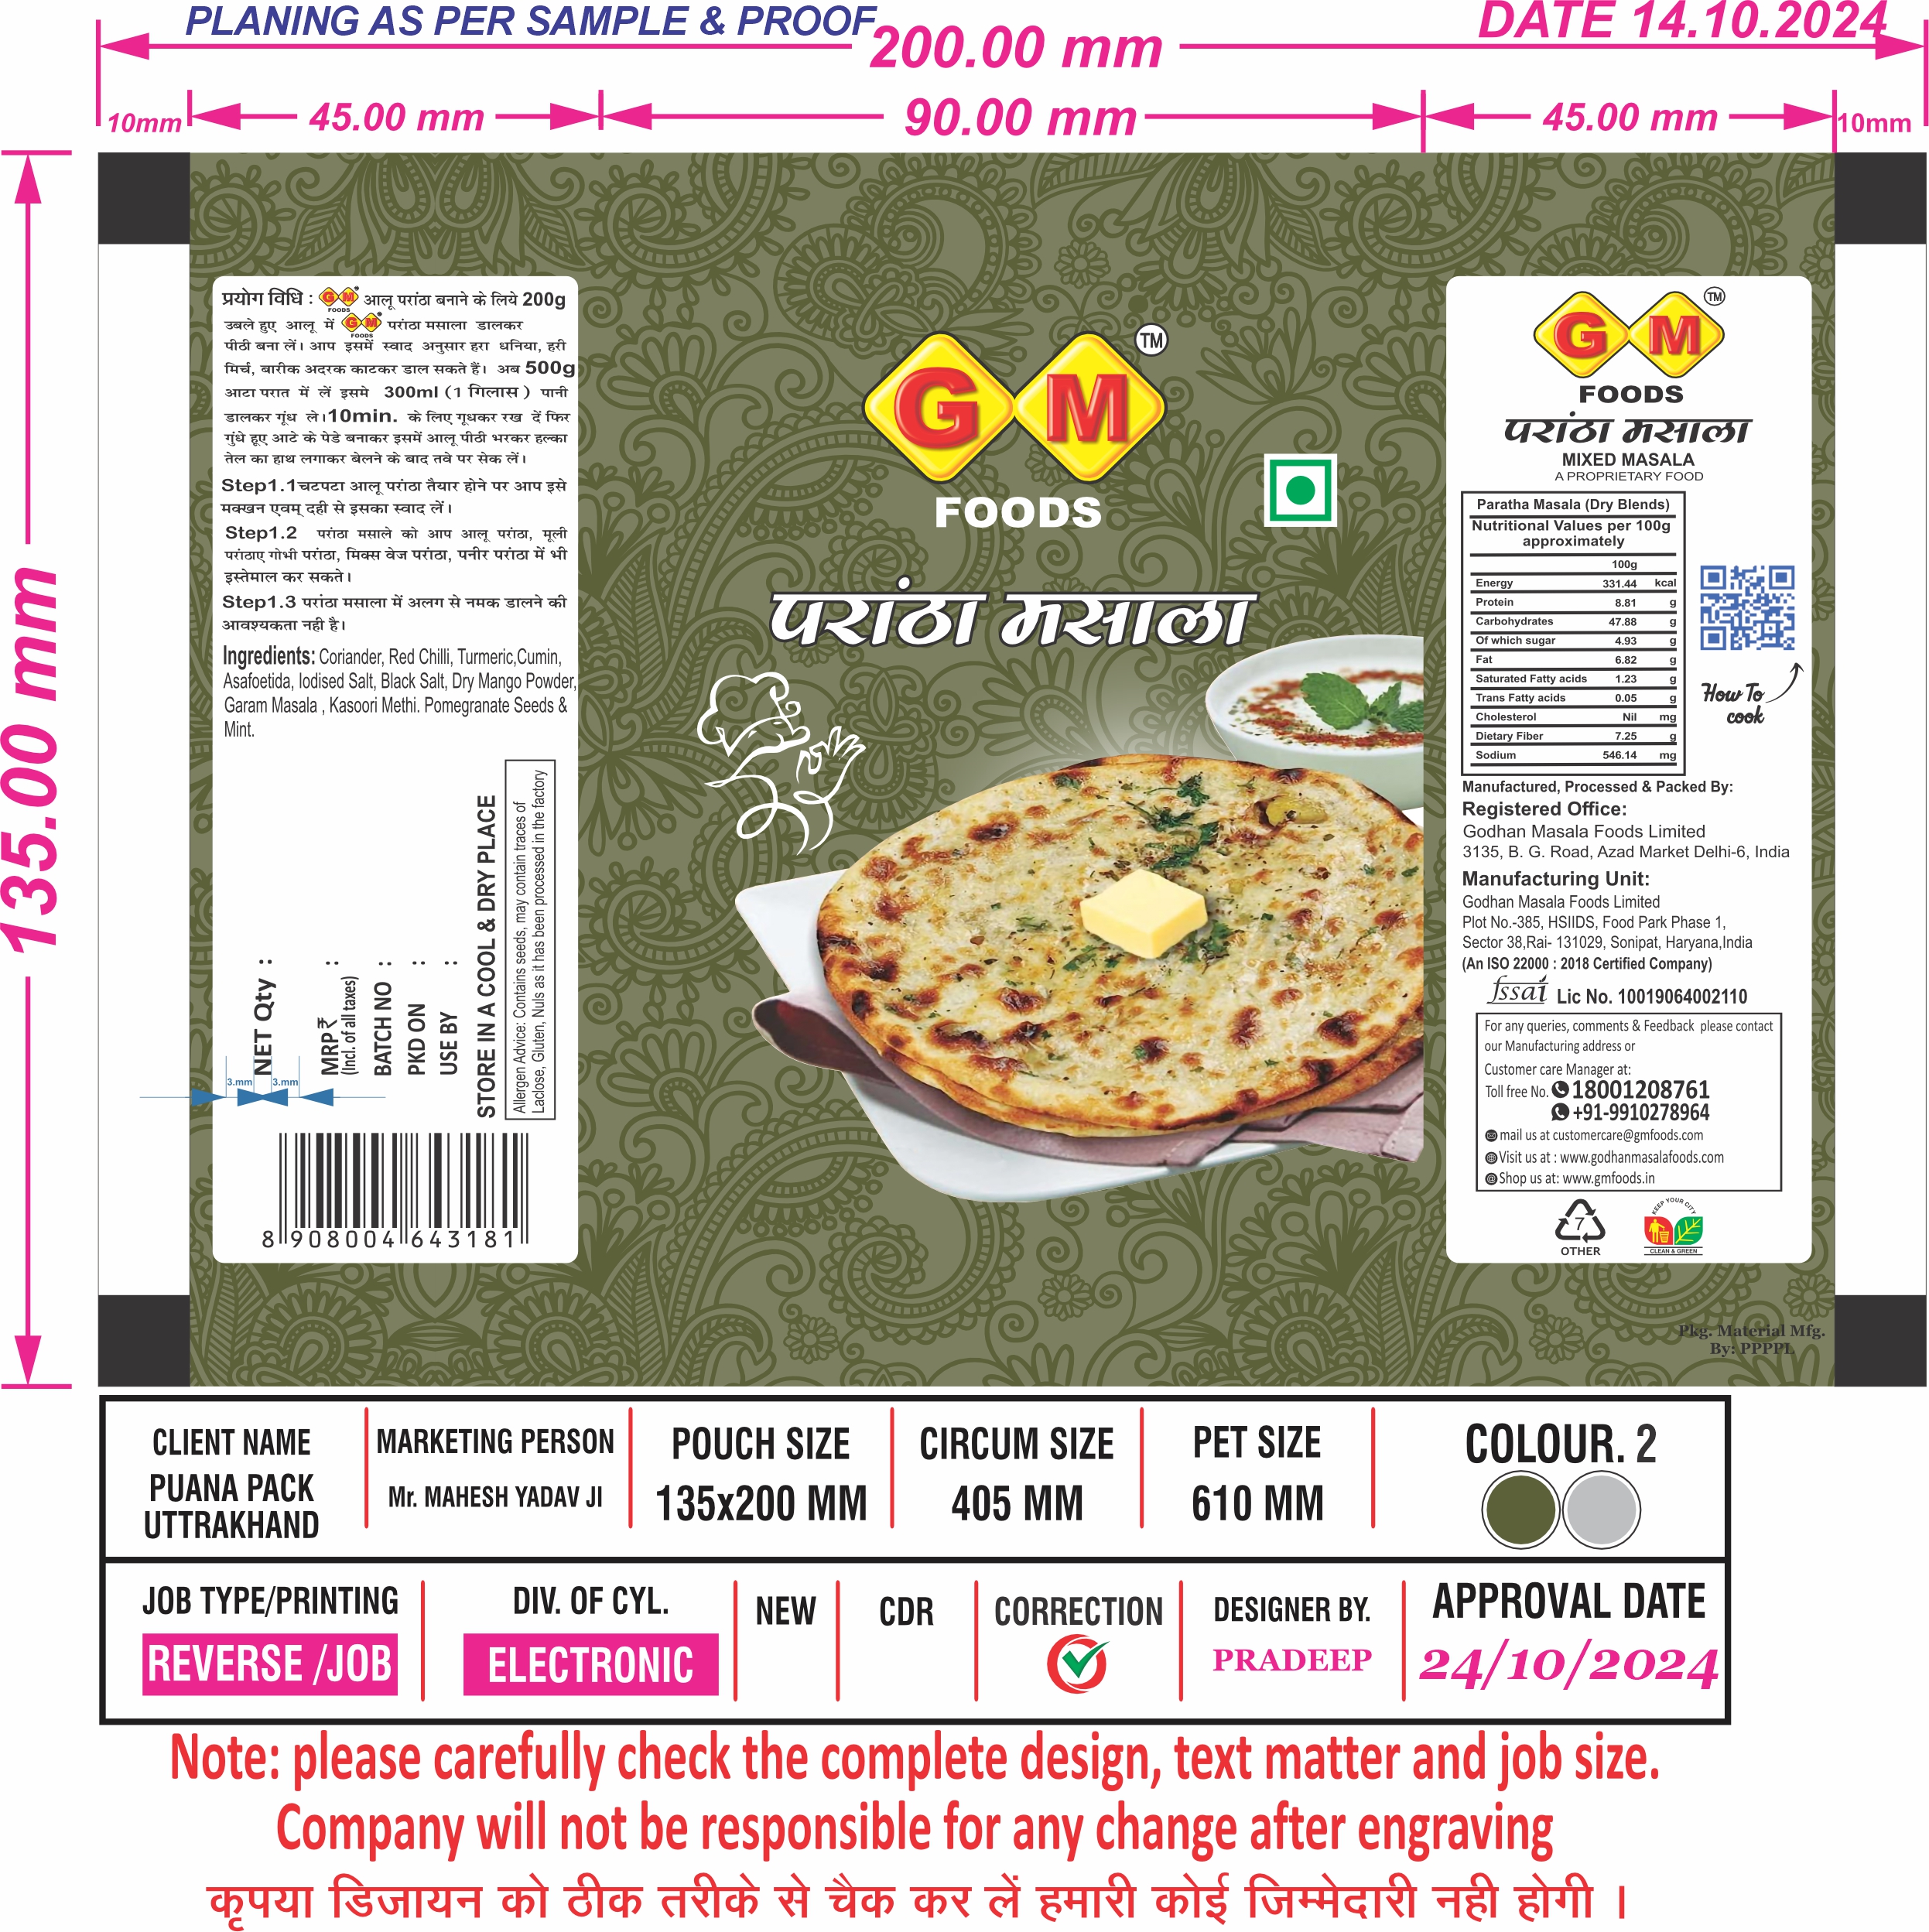 PLANING AS PER SAMPLE & PROOF
DATE 14.10.2024
200.00 mm
10mm
45.00 mm
90.00 mm
45.00 mm
10mm
135.00 mm
प्रयोग विधि : G M FOODS आलू परांठा बनाने के लिये 200g
उबले हुए आलू में G M FOODS परांठा मसाला डालकर
पीठी बना लें। आप इसमें स्वाद अनुसार हरा धनिया, हरी
मिर्च, बारीक अदरक काटकर डाल सकते हैं। अब 500g
आटा परात में लें इसमे 300ml (1 गिलास ) पानी
डालकर गूंध ले।10min. के लिए गूधकर रख दें फिर
गुंधे हूए आटे के पेडे बनाकर इसमें आलू पीठी भरकर हल्का
तेल का हाथ लगाकर बेलने के बाद तवे पर सेक लें।
Step1.1चटपटा आलू परांठा तैयार होने पर आप इसे
मक्खन एवम् दही से इसका स्वाद लें।
Step1.2 परांठा मसाले को आप आलू परांठा, मूली
परांठाए गोभी परांठा, मिक्स वेज परांठा, पनीर परांठा में भी
इस्तेमाल कर सकते।
Step1.3 परांठा मसाला में अलग से नमक डालने की
आवश्यकता नही है।
Ingredients: Coriander, Red Chilli, Turmeric,Cumin,
Asafoetida, Iodised Salt, Black Salt, Dry Mango Powder,
Garam Masala , Kasoori Methi. Pomegranate Seeds &
Mint.
NET Qty :
MRP₹ :
(Incl. of all taxes)
BATCH NO :
PKD ON :
USE BY :
STORE IN A COOL & DRY PLACE
Allergen Advice: Contains seeds, may contain traces of
Laclose, Gluten, Nuls as it has been processed in the factory
3.mm
3.mm
8 908004 643181
G M
TM
FOODS
परांठा मसाला
G M
TM
FOODS
परांठा मसाला
MIXED MASALA
A PROPRIETARY FOOD
Paratha Masala (Dry Blends)
Nutritional Values per 100g
approximately
100g
Energy 331.44 kcal
Protein 8.81 g
Carbohydrates 47.88 g
Of which sugar 4.93 g
Fat 6.82 g
Saturated Fatty acids 1.23 g
Trans Fatty acids 0.05 g
Cholesterol Nil mg
Dietary Fiber 7.25 g
Sodium 546.14 mg
How To
cook
Manufactured, Processed & Packed By:
Registered Office:
Godhan Masala Foods Limited
3135, B. G. Road, Azad Market Delhi-6, India
Manufacturing Unit:
Godhan Masala Foods Limited
Plot No.-385, HSIIDS, Food Park Phase 1,
Sector 38,Rai- 131029, Sonipat, Haryana,India
(An ISO 22000 : 2018 Certified Company)
fssai Lic No. 10019064002110
For any queries, comments & Feedback please contact
our Manufacturing address or
Customer care Manager at:
Toll free No. 18001208761
+91-9910278964
mail us at customercare@gmfoods.com
Visit us at : www.godhanmasalafoods.com
Shop us at: www.gmfoods.in
7
OTHER
KEEP YOUR CITY
CLEAN & GREEN
Pkg. Material Mfg.
By: PPPPL
CLIENT NAME
PUANA PACK
UTTRAKHAND
MARKETING PERSON
Mr. MAHESH YADAV JI
POUCH SIZE
135x200 MM
CIRCUM SIZE
405 MM
PET SIZE
610 MM
COLOUR. 2
JOB TYPE/PRINTING
REVERSE /JOB
DIV. OF CYL.
ELECTRONIC
NEW
CDR
CORRECTION
DESIGNER BY.
PRADEEP
APPROVAL DATE
24/10/2024
Note: please carefully check the complete design, text matter and job size.
Company will not be responsible for any change after engraving
कृपया डिजायन को ठीक तरीके से चैक कर लें हमारी कोई जिम्मेदारी नही होगी ।